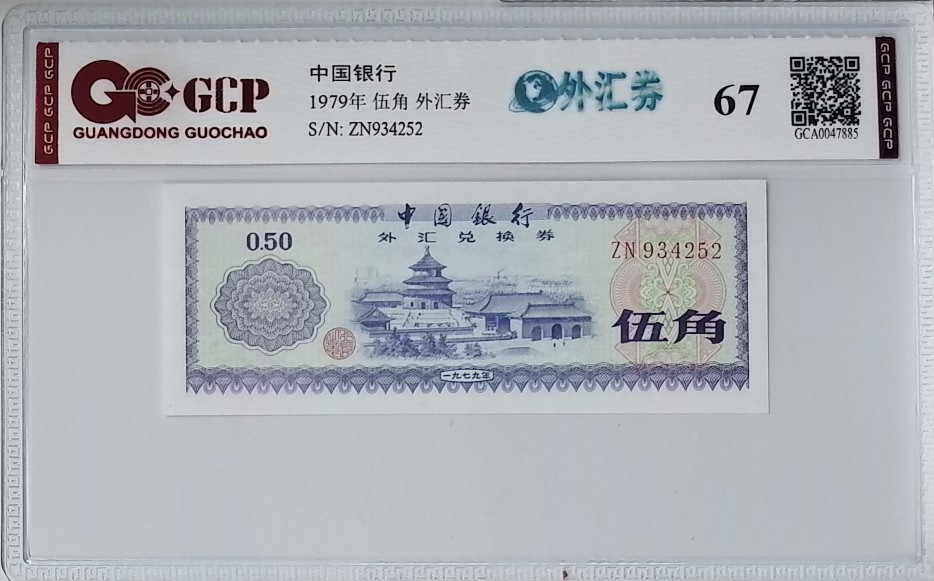 GCP GCP GCP
GCP
GUANGDONG GUOCHAO
中国银行
1979年 伍角 外汇券
S/N: ZN934252
外汇券
67
GCA0047885
GCP GCP GCP
中国銀行
外汇兑换券
0.50
ZN934252
伍角
一九七九年